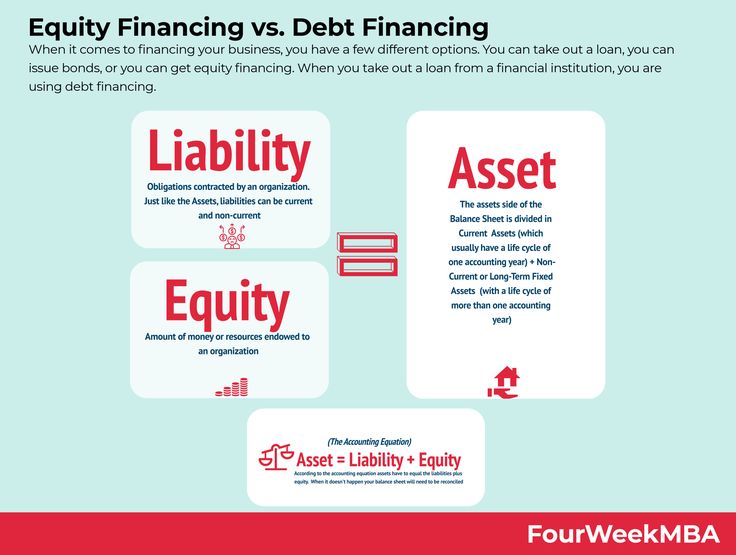 Equity Financing vs. Debt Financing
When it comes to financing your business, you have a few different options. You can take out a loan, you can
issue bonds, or you can get equity financing. When you take out a loan from a financial institution, you are
using debt financing.
Liability
Obligations contracted by an organization.
Just like the Assets, liabilities can be current
and non-current
Equity
Amount of money or resources endowed to
an organization
Asset
The assets side of the
Balance Sheet is divided in
Current Assets (which
usually have a life cycle of
one accounting year) + Non-
Current or Long-Term Fixed
Assets (with a life cycle of
more than one accounting
year)
(The Accounting Equation)
Asset = Liability + Equity
According to the accounting equation assets have to equal the liabilities plus
equity. When it doesn't happen your balance sheet will need to be reconciled
FourWeekMBA